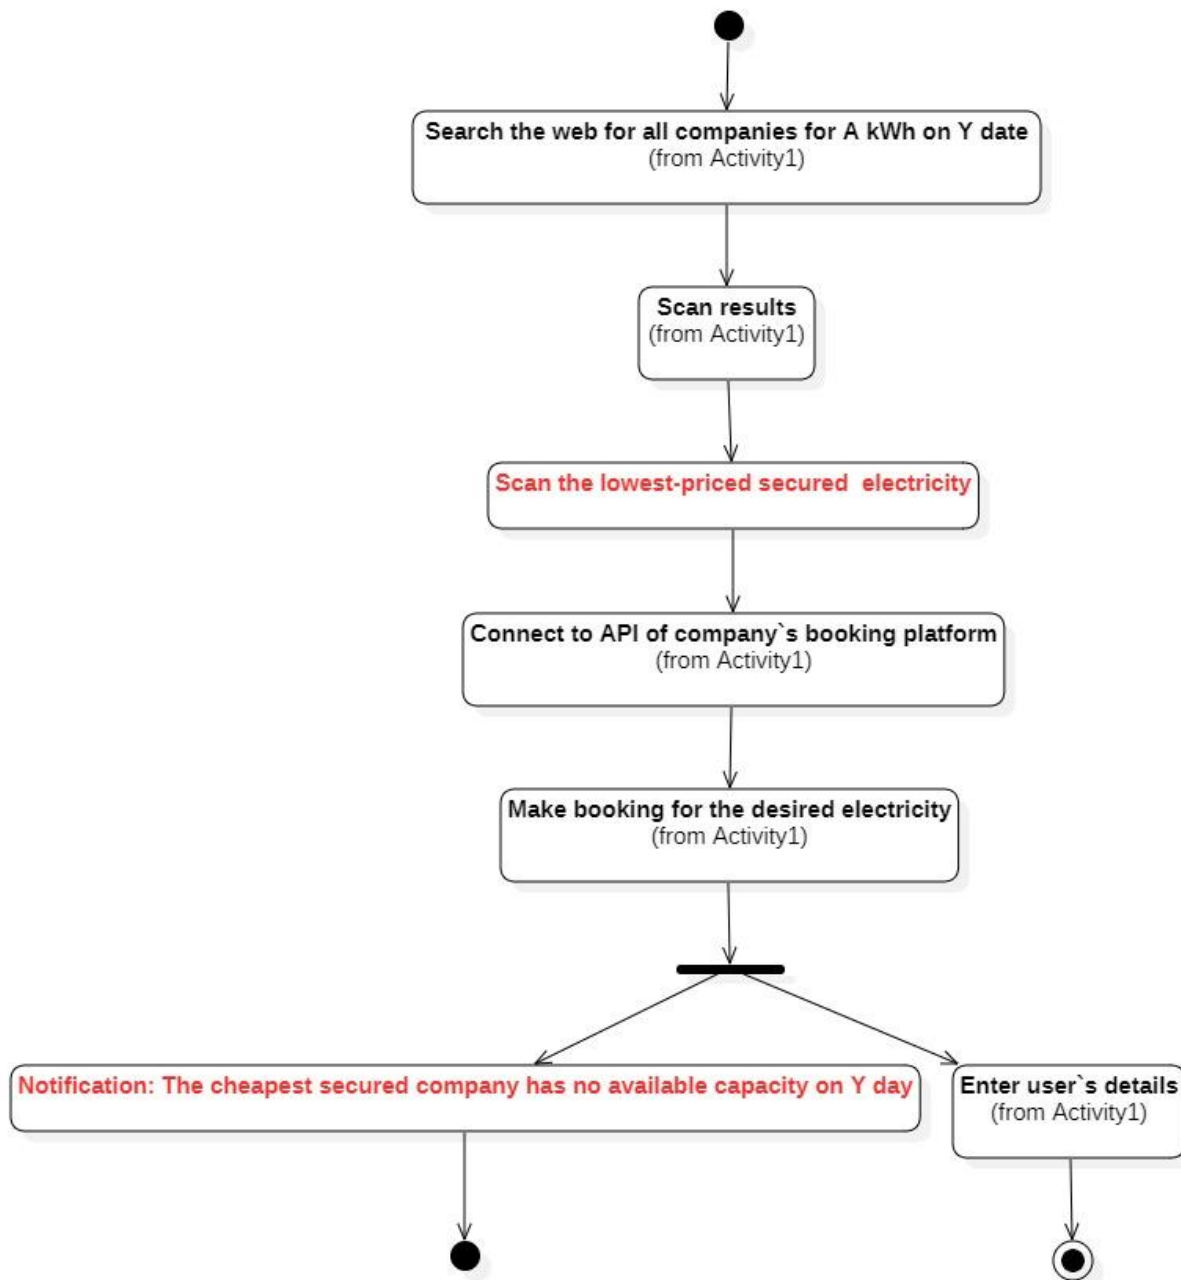 Search the web for all companies for A kWh on Y date
(from Activity1)
Scan results
(from Activity1)
Scan the lowest-priced secured  electricity
Connect to API of company`s booking platform
(from Activity1)
Make booking for the desired electricity
(from Activity1)
Notification: The cheapest secured company has no available capacity on Y day
Enter user`s details
(from Activity1)